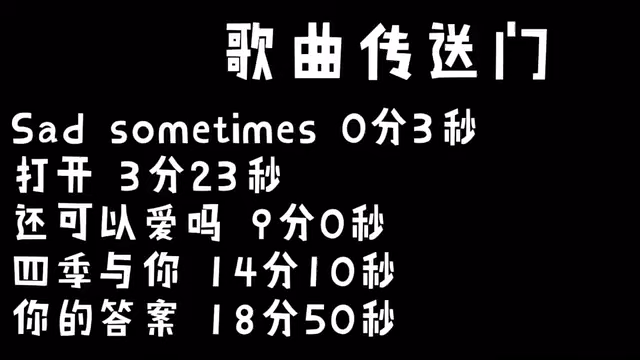 歌曲传送门
Sad sometimes 0分3秒
打开 3分23秒
还可以爱吗 9分0秒
四季与你 14分10秒
你的答案 18分50秒